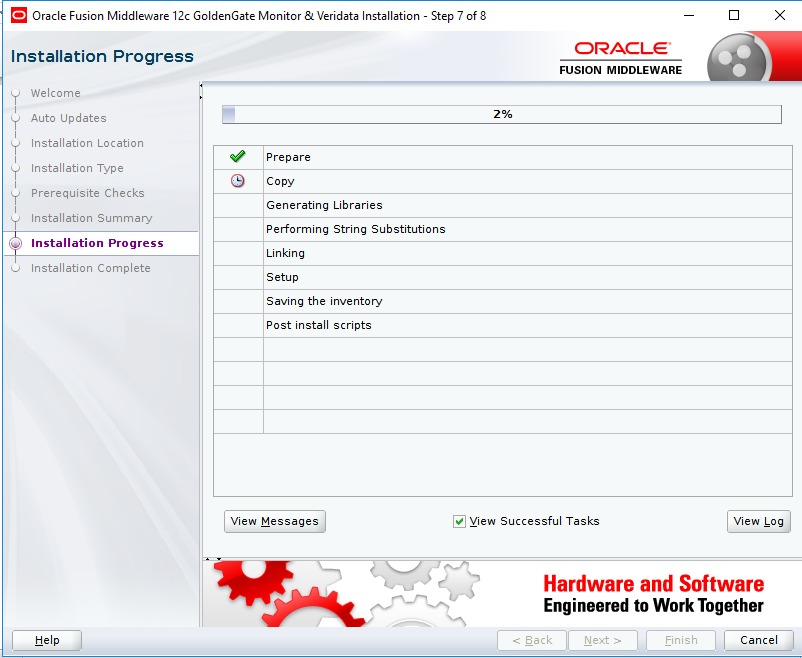 Oracle Fusion Middleware 12c GoldenGate Monitor & Veridata Installation - Step 7 of 8
Installation Progress
ORACLE
FUSION MIDDLEWARE
Welcome
Auto Updates
Installation Location
Installation Type
Prerequisite Checks
Installation Summary
Installation Progress
Installation Complete
2%
Prepare
Copy
Generating Libraries
Performing String Substitutions
Linking
Setup
Saving the inventory
Post install scripts
View Messages
View Successful Tasks
View Log
Hardware and Software
Engineered to Work Together
Help
< Back
Next >
Finish
Cancel